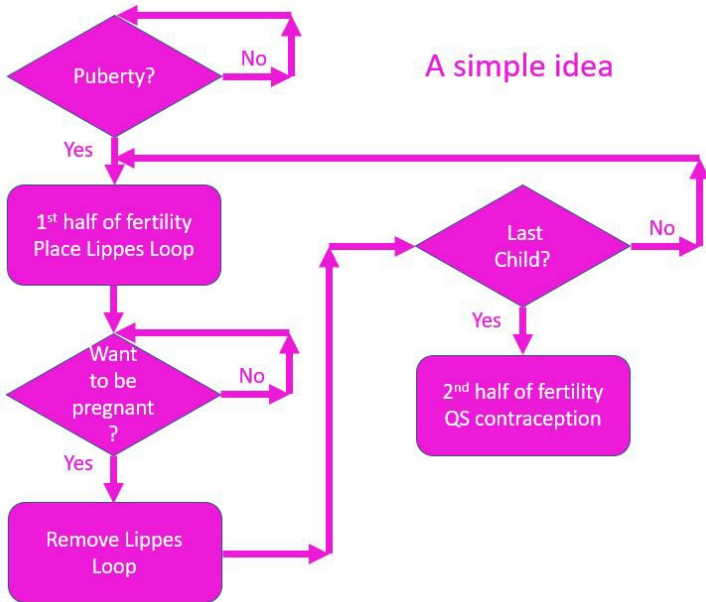 A simple idea
Puberty?
No
Yes
1st half of fertility
Place Lippes Loop
Want
to be
pregnant
?
No
Yes
Remove Lippes
Loop
Last
Child?
No
Yes
2nd half of fertility
QS contraception